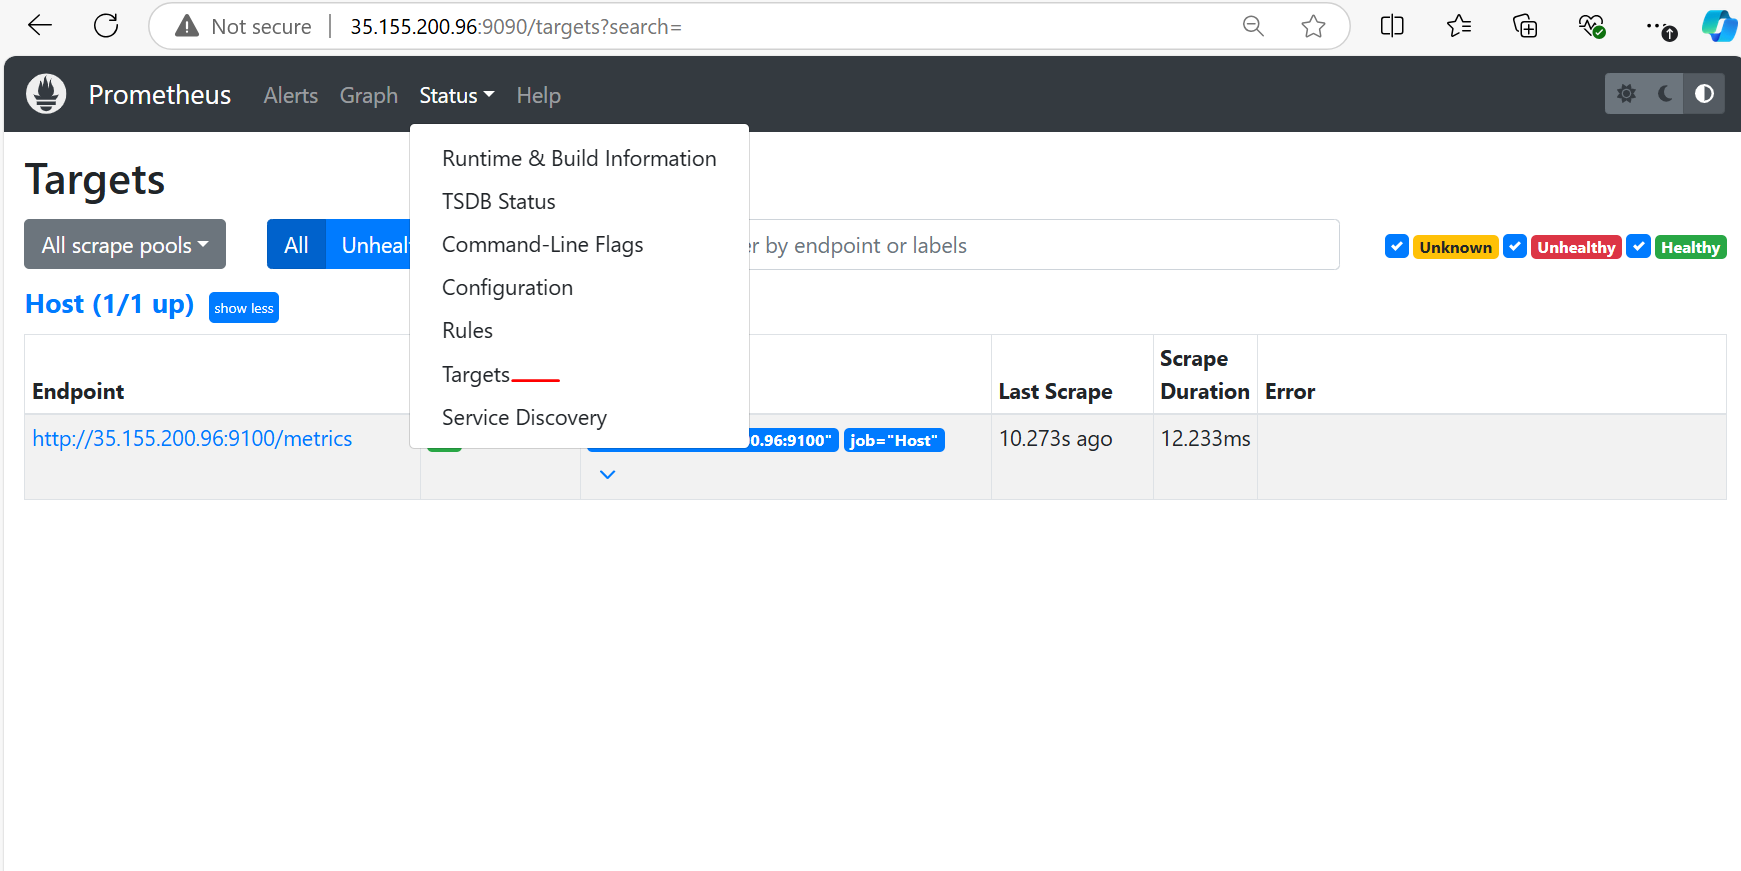 Not secure 35.155.200.96:9090/targets?search=
Prometheus Alerts Graph Status Help
Runtime & Build Information
TSDB Status
Command-Line Flags
Configuration
Rules
Targets
Service Discovery
Targets
All scrape pools All by endpoint or labels Unknown Unhealthy Healthy
Host (1/1 up) show less
Endpoint Last Scrape Scrape Duration Error
http://35.155.200.96:9100/metrics 0.96:9100" job="Host" 10.273s ago 12.233ms